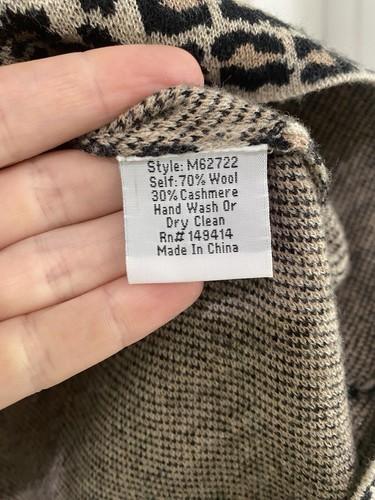 Style: M62722
Self: 70% Wool
30% Cashmere
Hand Wash Or
Dry Clean
Rn# 149414
Made In China